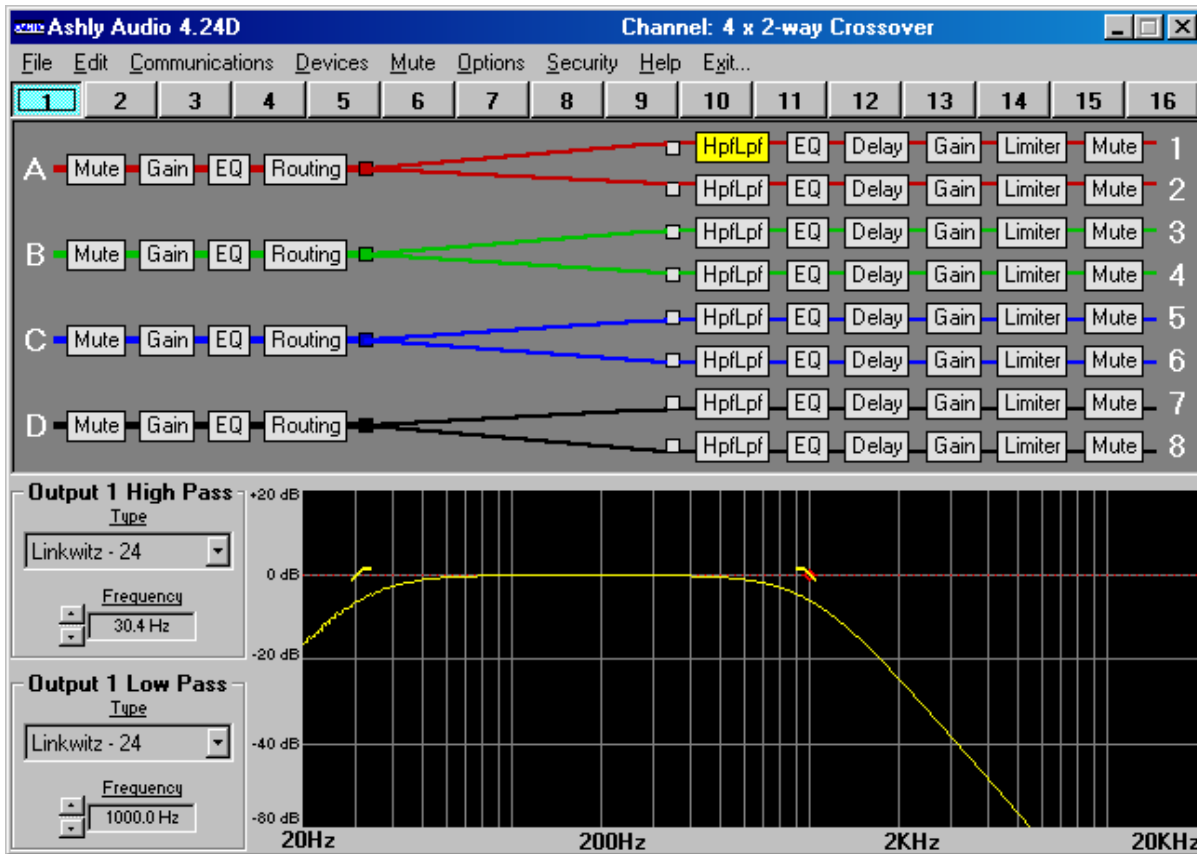 ASHLY Ashly Audio 4.24D Channel: 4 x 2-way Crossover
File Edit Communications Devices Mute Options Security Help Exit...
1 2 3 4 5 6 7 8 9 10 11 12 13 14 15 16
HpfLpf EQ Delay Gain Limiter Mute 1
A Mute Gain EQ Routing
HpfLpf EQ Delay Gain Limiter Mute 2
HpfLpf EQ Delay Gain Limiter Mute 3
B Mute Gain EQ Routing
HpfLpf EQ Delay Gain Limiter Mute 4
HpfLpf EQ Delay Gain Limiter Mute 5
C Mute Gain EQ Routing
HpfLpf EQ Delay Gain Limiter Mute 6
HpfLpf EQ Delay Gain Limiter Mute 7
D Mute Gain EQ Routing
HpfLpf EQ Delay Gain Limiter Mute 8
Output 1 High Pass
Type
Linkwitz - 24
Frequency
30.4 Hz
Output 1 Low Pass
Type
Linkwitz - 24
Frequency
1000.0 Hz
+20 dB
0 dB
-20 dB
-40 dB
-80 dB
20Hz 200Hz 2KHz 20KHz